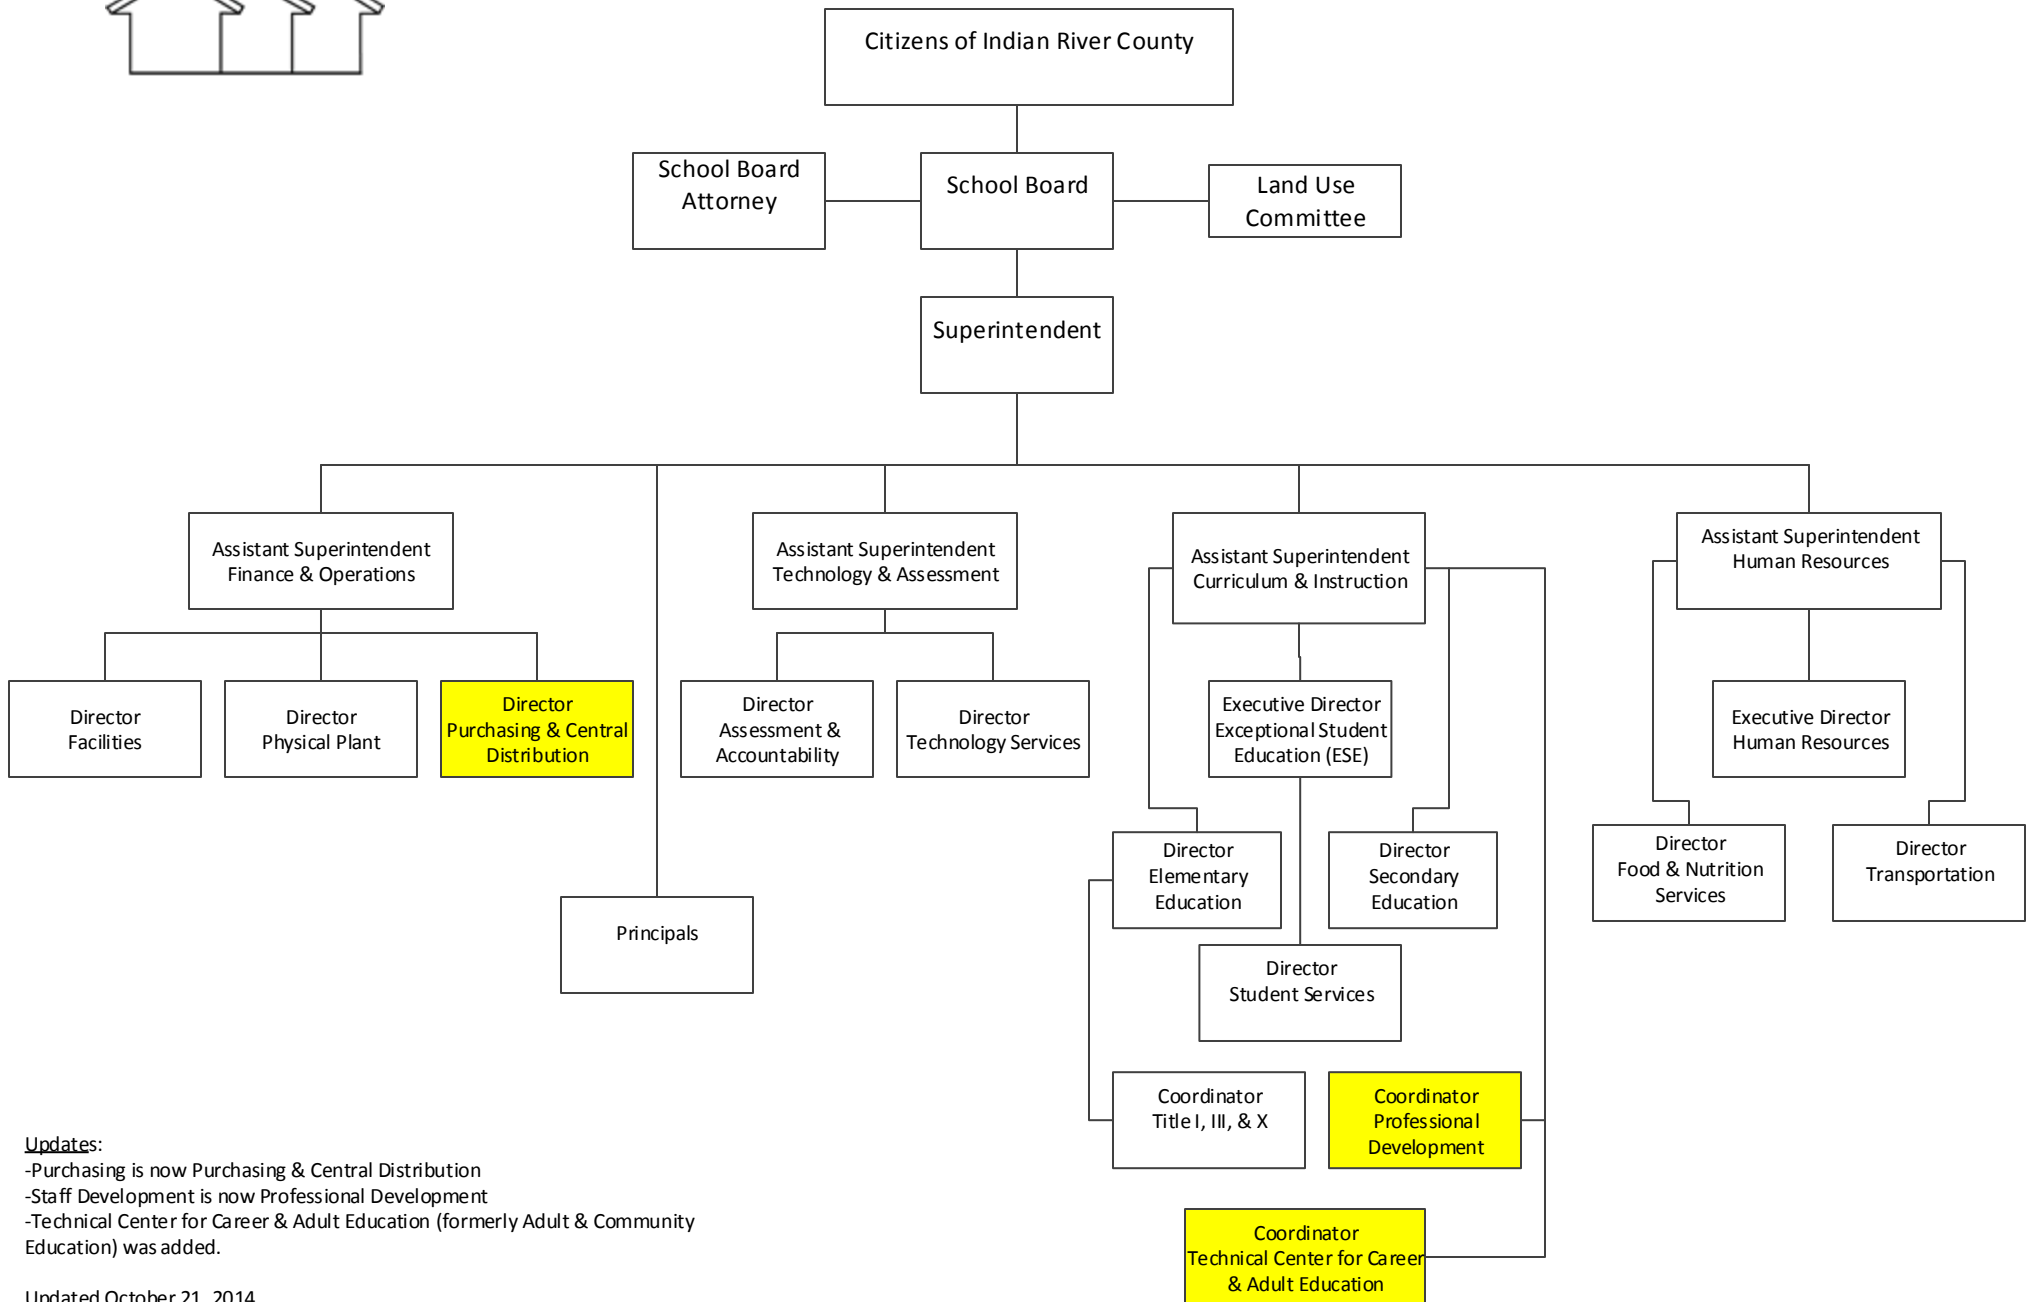 Citizens of Indian River County
School Board
Attorney
School Board
Land Use
Committee
Superintendent
Assistant Superintendent
Finance & Operations
Assistant Superintendent
Technology & Assessment
Assistant Superintendent
Curriculum & Instruction
Assistant Superintendent
Human Resources
Director
Facilities
Director
Physical Plant
Director
Purchasing & Central
Distribution
Director
Assessment &
Accountability
Director
Technology Services
Executive Director
Exceptional Student
Education (ESE)
Executive Director
Human Resources
Director
Elementary
Education
Director
Secondary
Education
Director
Food & Nutrition
Services
Director
Transportation
Principals
Director
Student Services
Coordinator
Title I, III, & X
Coordinator
Professional
Development
Coordinator
Technical Center for Career
& Adult Education
Updates:
-Purchasing is now Purchasing & Central Distribution
-Staff Development is now Professional Development
-Technical Center for Career & Adult Education (formerly Adult & Community
Education) was added.
Updated October 21, 2014